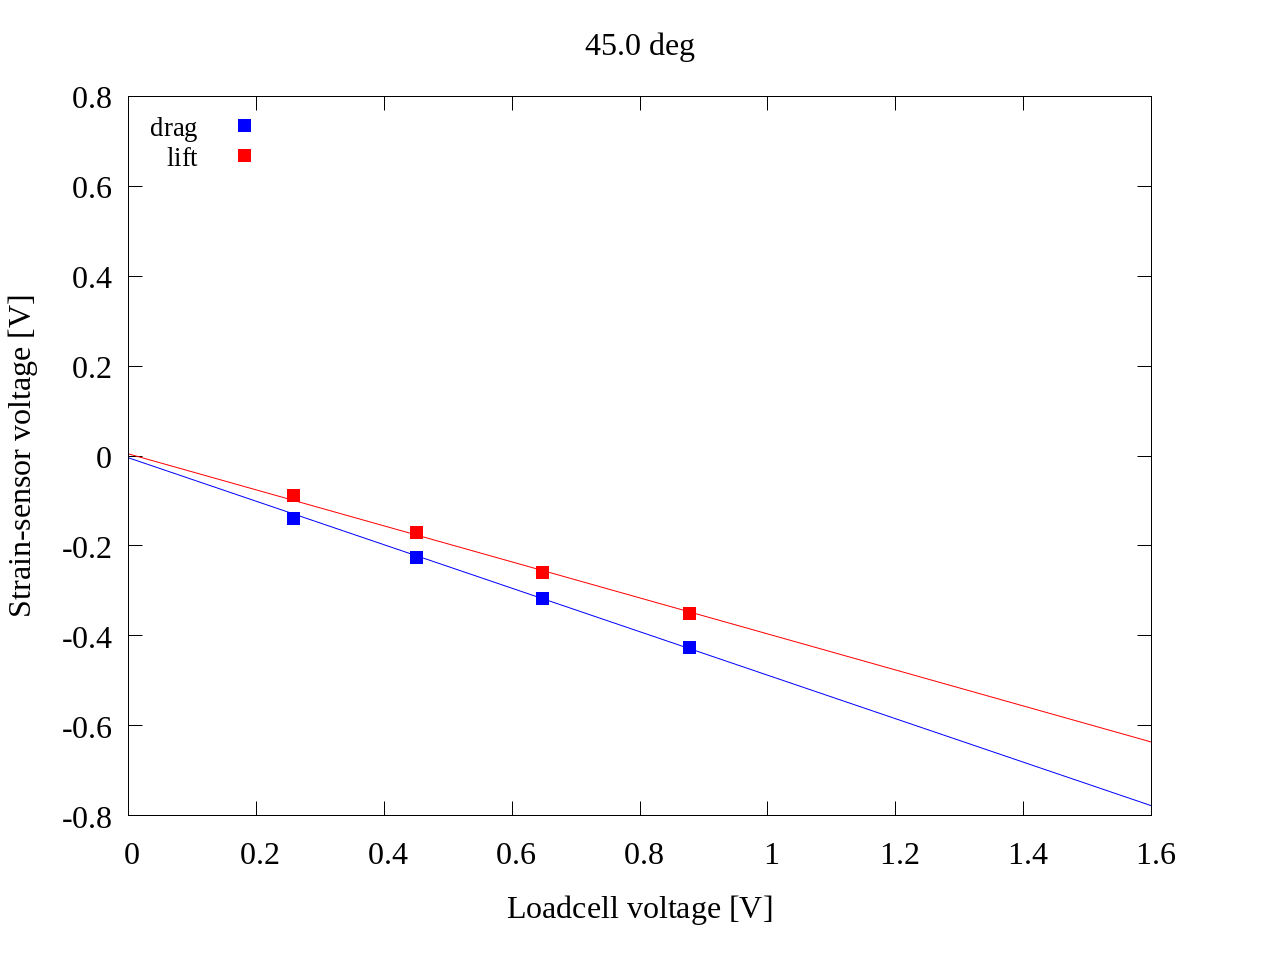 45.0 deg
drag
lift
0.8
0.6
0.4
0.2
0
-0.2
-0.4
-0.6
-0.8
Strain-sensor voltage [V]
0 0.2 0.4 0.6 0.8 1 1.2 1.4 1.6
Loadcell voltage [V]